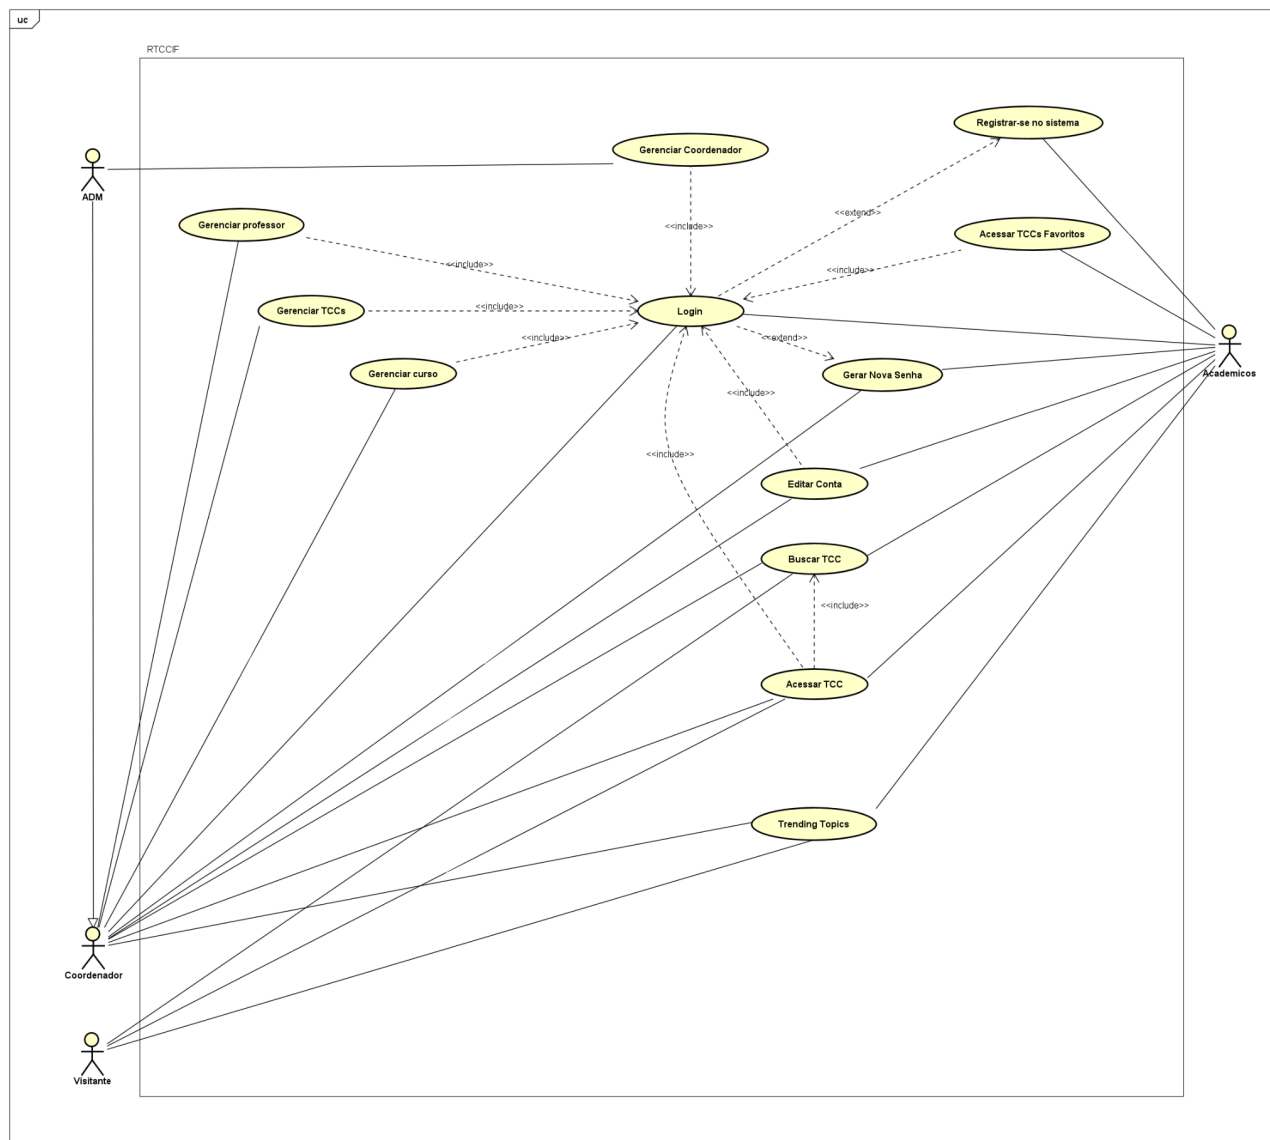 uc
RTCCIF
Registrar-se no sistema
Gerenciar Coordenador
ADM
<<extend>>
Gerenciar professor
<<include>>
Acessar TCCs Favoritos
<<include>>
<<include>>
Gerenciar TCCs
<<include>>
Login
<<include>>
<<extend>>
Gerenciar curso
Gerar Nova Senha
Academicos
<<include>>
<<include>>
Editar Conta
Buscar TCC
<<include>>
Acessar TCC
Trending Topics
Coordenador
Visitante